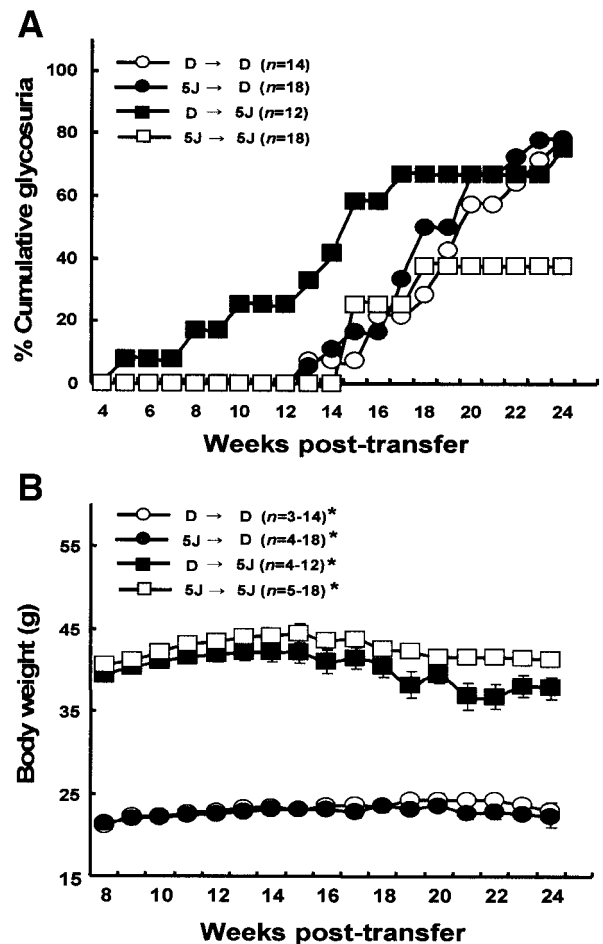 A
D → D (n=14)
5J → D (n=18)
D → 5J (n=12)
5J → 5J (n=18)
100
80
60
40
20
0
% Cumulative glycosuria
4 6 8 10 12 14 16 18 20 22 24
Weeks post-transfer
B
D → D (n=3-14)*
5J → D (n=4-18)*
D → 5J (n=4-12)*
5J → 5J (n=5-18)*
55
45
35
25
15
Body weight (g)
8 10 12 14 16 18 20 22 24
Weeks post-transfer